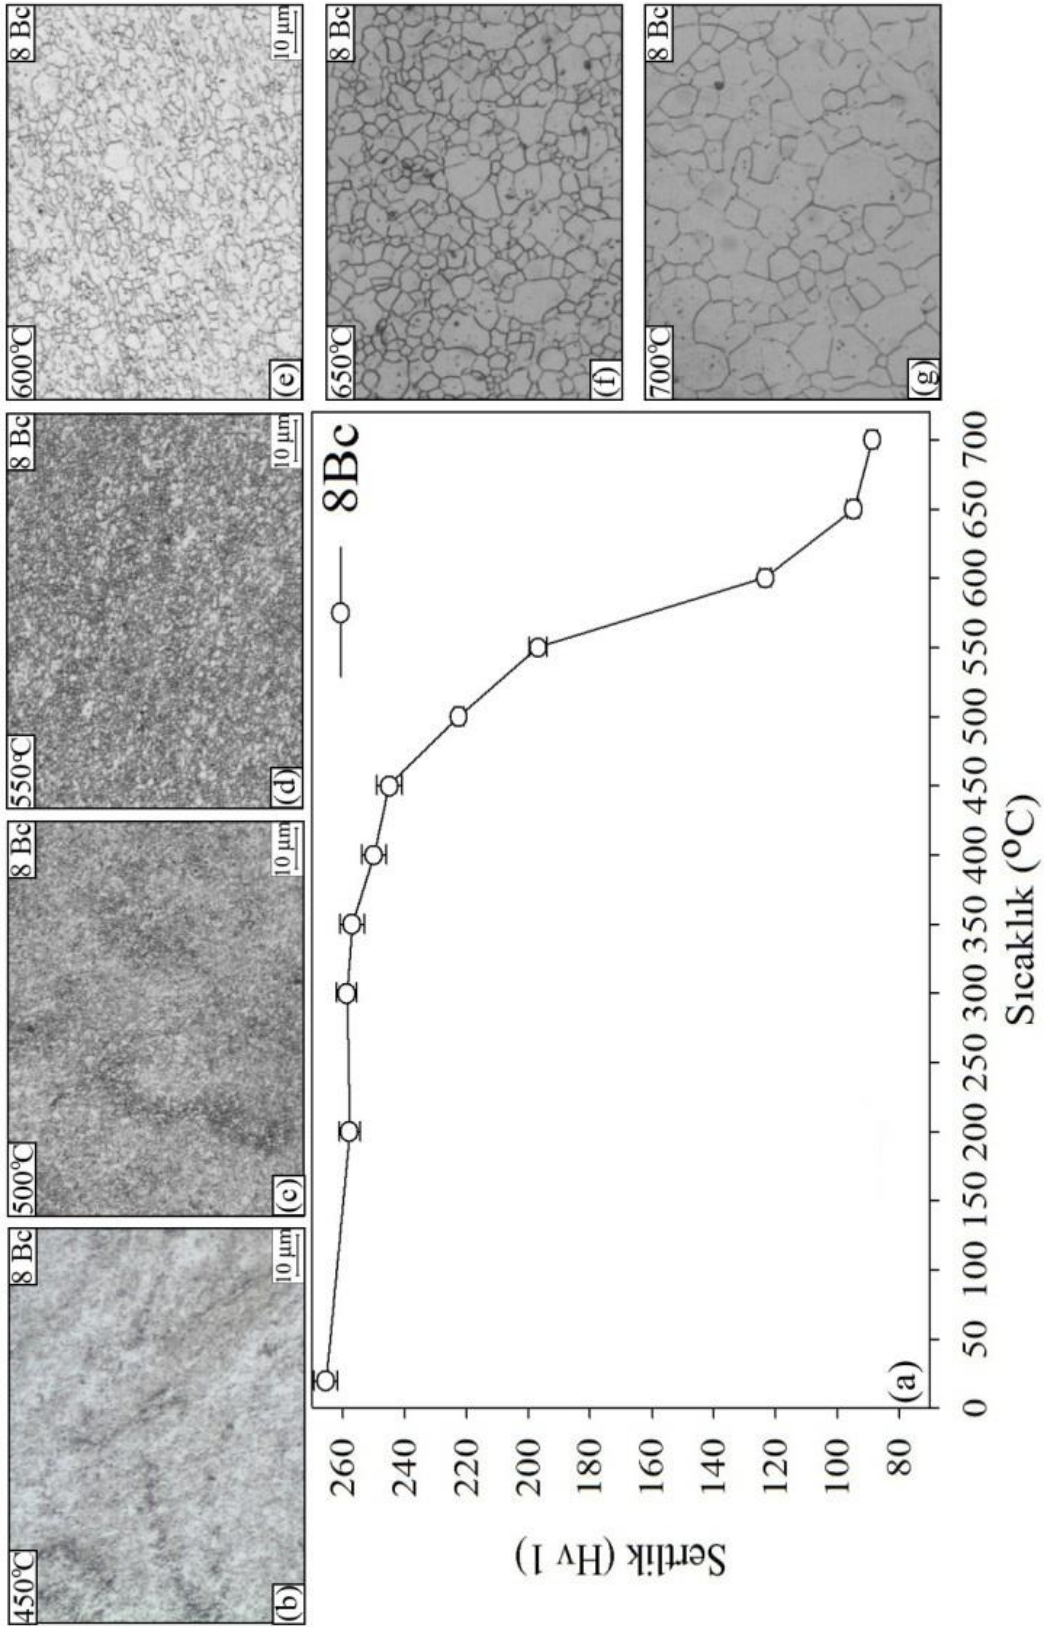 450°C
8 Bc
(b)
10 µm
500°C
8 Bc
(c)
10 µm
550°C
8 Bc
(d)
10 µm
600°C
8 Bc
(e)
10 µm
650°C
8 Bc
(f)
700°C
8 Bc
(g)
8Bc
Sertlik (Hv 1)
260
240
220
200
180
160
140
120
100
80
(a)
0 50 100 150 200 250 300 350 400 450 500 550 600 650 700
Sıcaklık (°C)